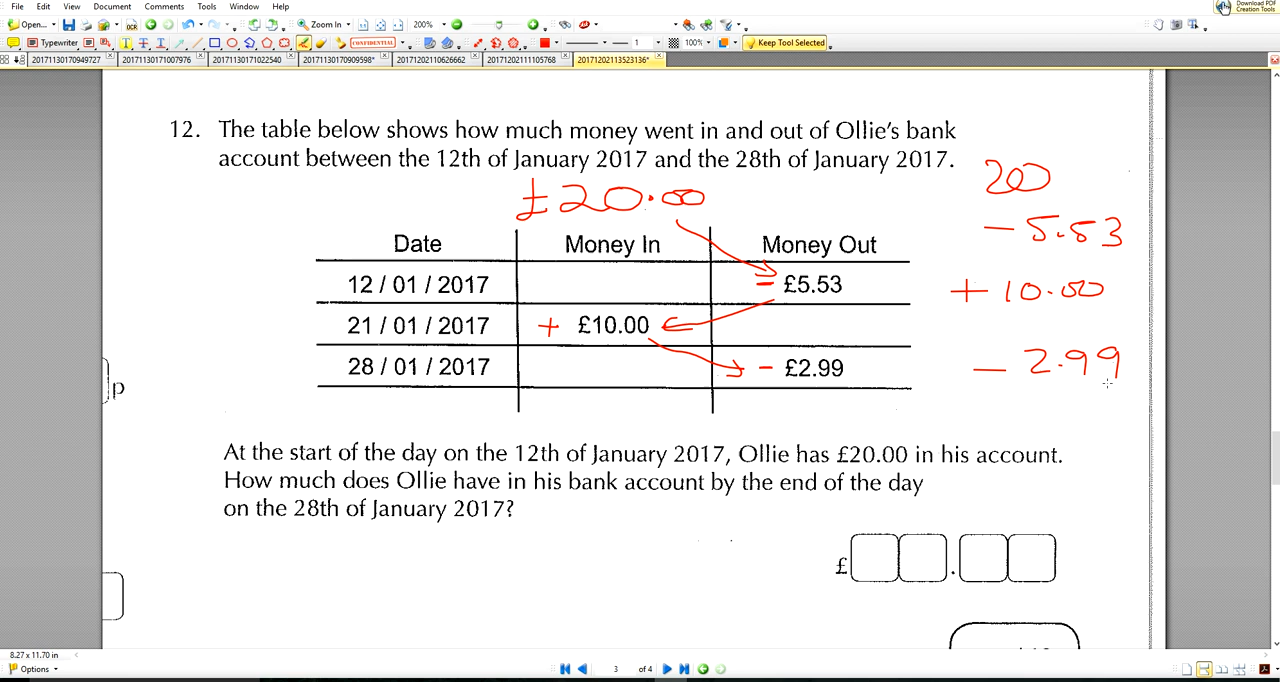 File Edit View Document Comments Tools Window Help
Download PDF
Creation Tools
Open... OCR Zoom In 200%
Typewriter CONFIDENTIAL 1 100% Keep Tool Selected
20171130170949727 20171130171007976 20171130171022540 20171130170909598* 20171202110626662 20171202111105768 20171202113523136*
12. The table below shows how much money went in and out of Ollie's bank
account between the 12th of January 2017 and the 28th of January 2017.
£20.00
Date Money In Money Out
12 / 01 / 2017 - £5.53
21 / 01 / 2017 + £10.00
28 / 01 / 2017 - £2.99
200
- 5.53
+ 10.00
- 2.99
p
At the start of the day on the 12th of January 2017, Ollie has £20.00 in his account.
How much does Ollie have in his bank account by the end of the day
on the 28th of January 2017?
£ .
8.27 x 11.70 in
Options 3 of 4